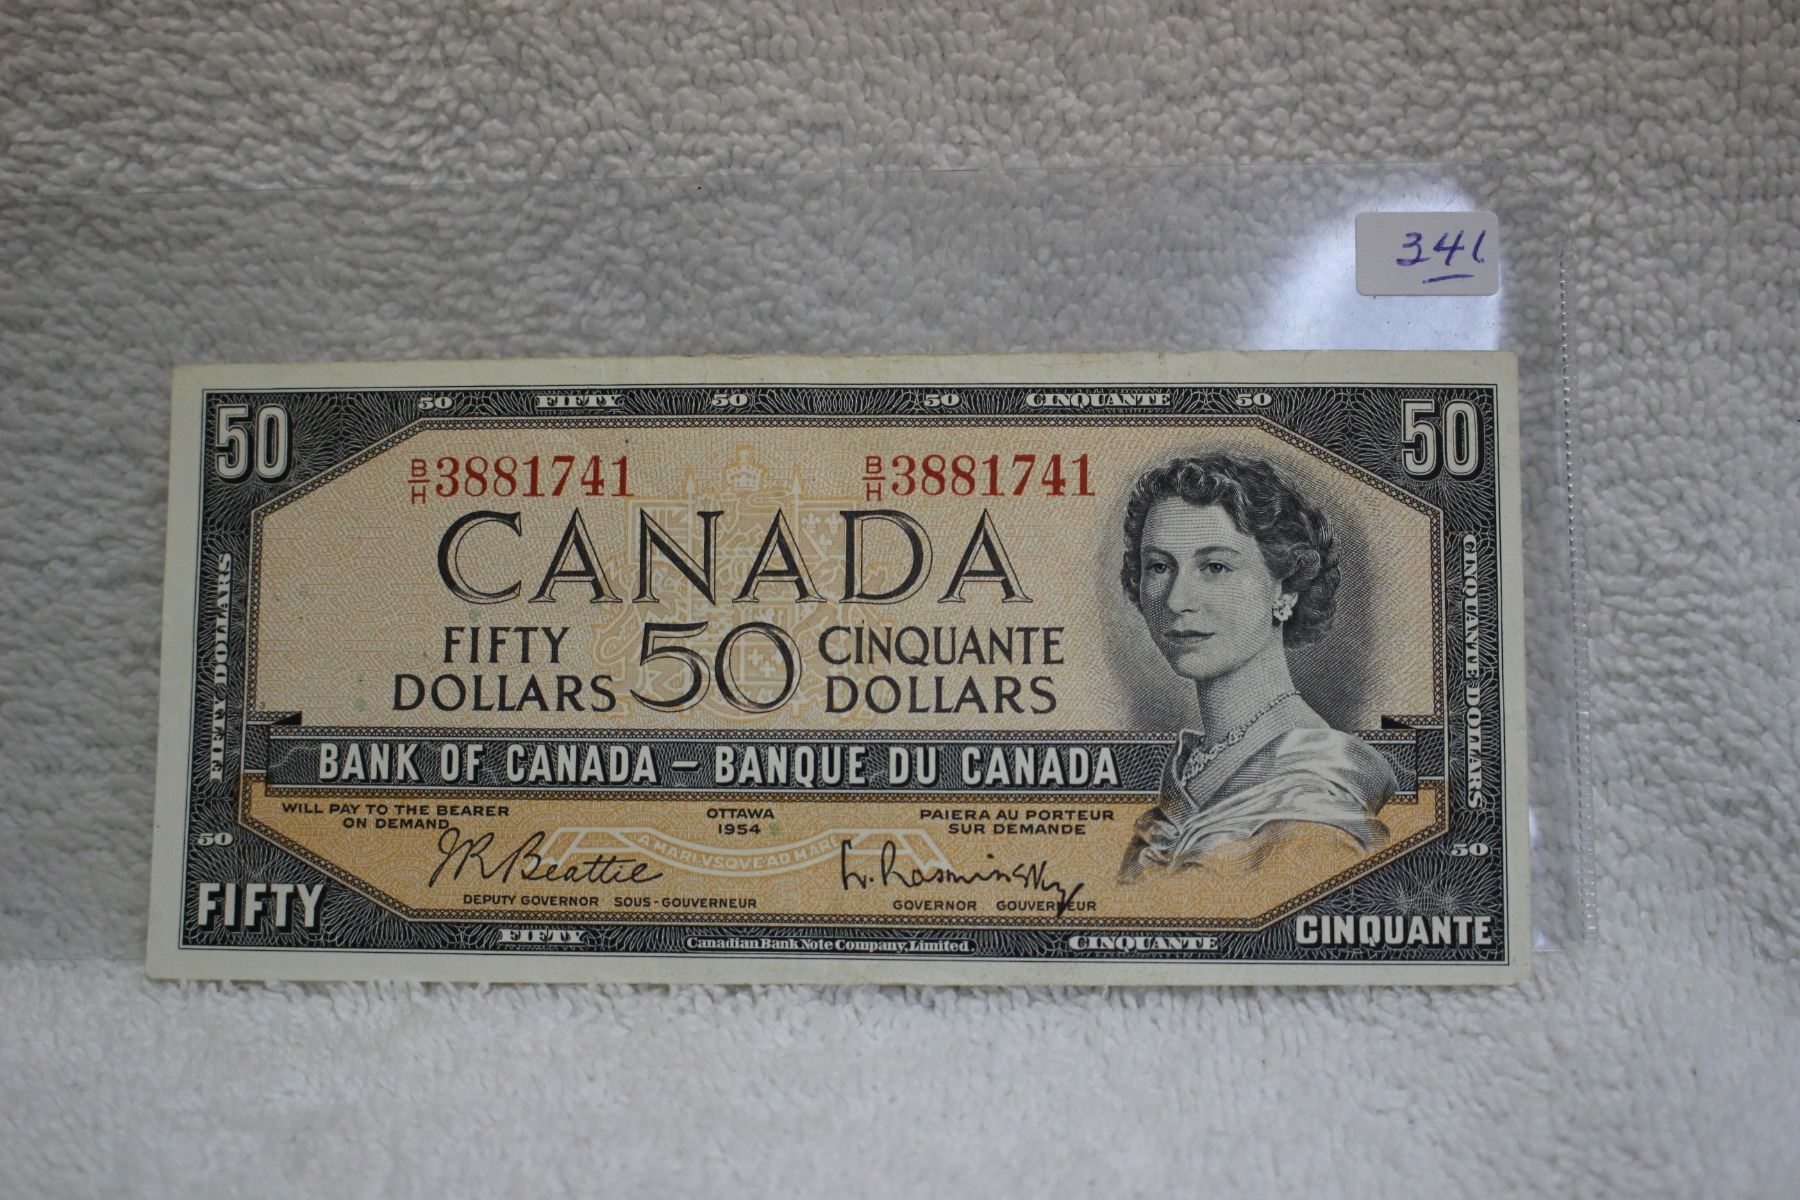 341
50 50 FIFTY 50 50 CINQUANTE 50 50
B/H 3881741 B/H 3881741
CANADA
FIFTY DOLLARS 50 CINQUANTE DOLLARS
FIFTY DOLLARS
CINQUANTE DOLLARS
BANK OF CANADA – BANQUE DU CANADA
WILL PAY TO THE BEARER
ON DEMAND
OTTAWA
1954
PAIERA AU PORTEUR
SUR DEMANDE
A MARI VSQVE AD MARE
50 50
J R Beattie L. Rasminsky
DEPUTY GOVERNOR SOUS-GOUVERNEUR GOVERNOR GOUVERNEUR
FIFTY CINQUANTE
FIFTY Canadian Bank Note Company, Limited. CINQUANTE